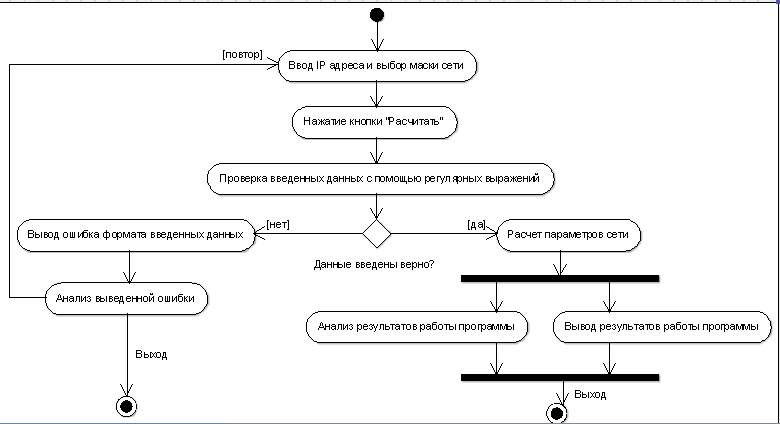 [повтор]
Ввод IP адреса и выбор маски сети
Нажатие кнопки "Расчитать"
Проверка введенных данных с помощью регулярных выражений
[нет]
[да]
Вывод ошибка формата введенных данных
Расчет параметров сети
Данные введены верно?
Анализ выведенной ошибки
Анализ результатов работы программы
Вывод результатов работы программы
Выход
Выход